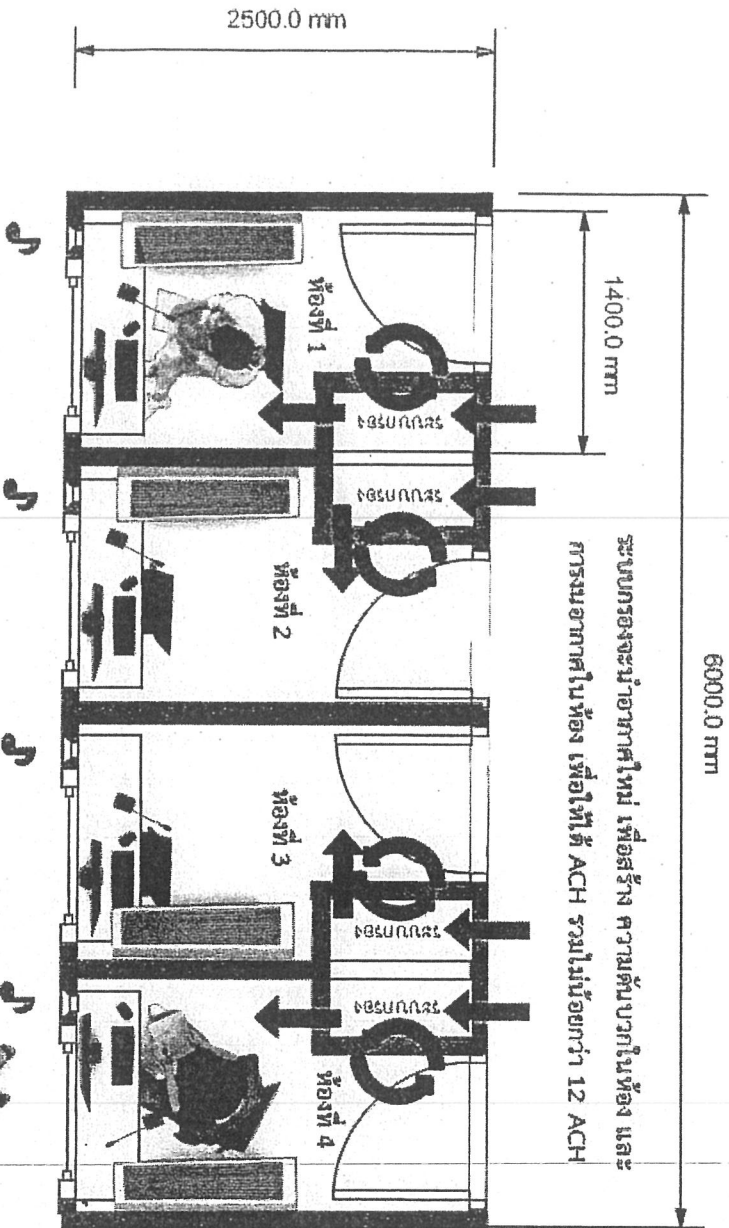 6000.0 mm
ระบบกรองจะนำอากาศใหม่ เพื่อสร้าง ความดันบวกในห้อง และ
กรองอากาศในห้อง เพื่อให้ได้ ACH รวมไม่น้อยกว่า 12 ACH
1400.0 mm
2500.0 mm
ระบบกรอง
ระบบกรอง
ระบบกรอง
ระบบกรอง
ห้องที่ 1
ห้องที่ 2
ห้องที่ 3
ห้องที่ 4